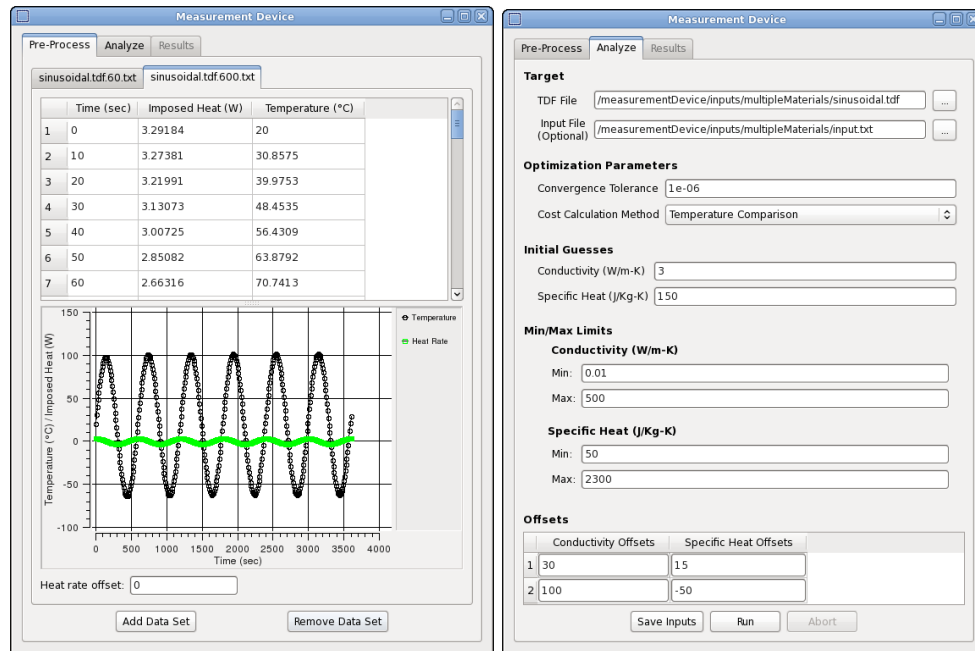 Measurement Device
Pre-Process Analyze Results
sinusoidal.tdf.60.txt sinusoidal.tdf.600.txt
Time (sec) Imposed Heat (W) Temperature (°C)
1 0 3.29184 20
2 10 3.27381 30.8575
3 20 3.21991 39.9753
4 30 3.13073 48.4535
5 40 3.00725 56.4309
6 50 2.85082 63.8792
7 60 2.66316 70.7413
Temperature (°C) / Imposed Heat (W)
150
100
50
0
-50
-100
0 500 1000 1500 2000 2500 3000 3500 4000
Time (sec)
Temperature
Heat Rate
Heat rate offset: 0
Add Data Set Remove Data Set
Measurement Device
Pre-Process Analyze Results
Target
TDF File /measurementDevice/inputs/multipleMaterials/sinusoidal.tdf ...
Input File
(Optional) /measurementDevice/inputs/multipleMaterials/input.txt ...
Optimization Parameters
Convergence Tolerance 1e-06
Cost Calculation Method Temperature Comparison
Initial Guesses
Conductivity (W/m-K) 3
Specific Heat (J/Kg-K) 150
Min/Max Limits
Conductivity (W/m-K)
Min: 0.01
Max: 500
Specific Heat (J/Kg-K)
Min: 50
Max: 2300
Offsets
Conductivity Offsets Specific Heat Offsets
1 30 15
2 100 -50
Save Inputs Run Abort